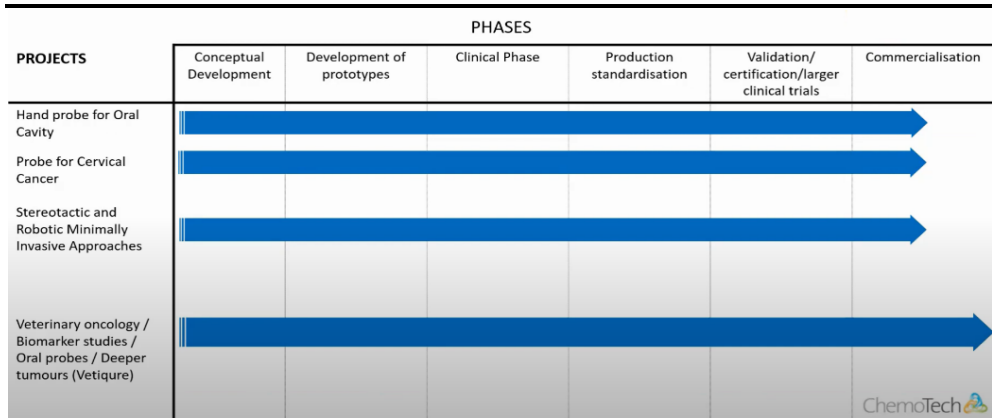 PHASES
PROJECTS
Conceptual
Development
Development of
prototypes
Clinical Phase
Production
standardisation
Validation/
certification/larger
clinical trials
Commercialisation
Hand probe for Oral
Cavity
Probe for Cervical
Cancer
Stereotactic and
Robotic Minimally
Invasive Approaches
Veterinary oncology /
Biomarker studies /
Oral probes / Deeper
tumours (Vetiqure)
ChemoTech